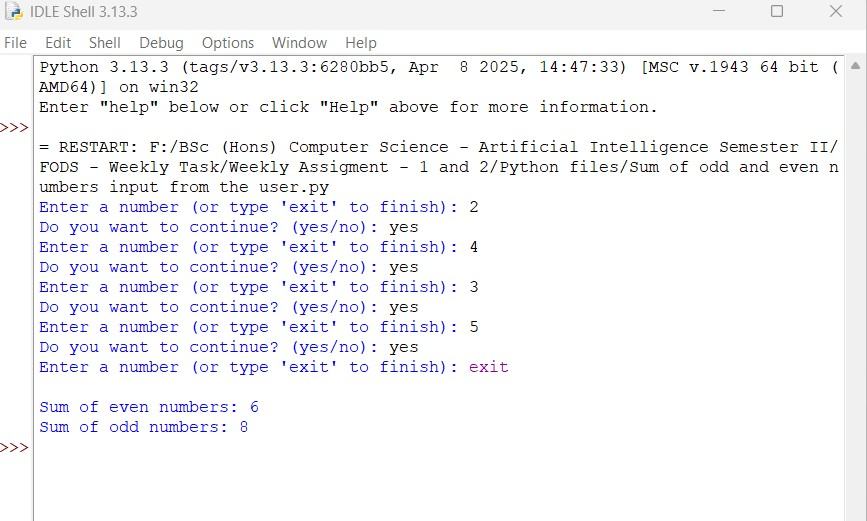 IDLE Shell 3.13.3
File Edit Shell Debug Options Window Help
Python 3.13.3 (tags/v3.13.3:6280bb5, Apr  8 2025, 14:47:33) [MSC v.1943 64 bit (
AMD64)] on win32
Enter "help" below or click "Help" above for more information.
>>>
= RESTART: F:/BSc (Hons) Computer Science - Artificial Intelligence Semester II/
FODS - Weekly Task/Weekly Assigment - 1 and 2/Python files/Sum of odd and even n
umbers input from the user.py
Enter a number (or type 'exit' to finish): 2
Do you want to continue? (yes/no): yes
Enter a number (or type 'exit' to finish): 4
Do you want to continue? (yes/no): yes
Enter a number (or type 'exit' to finish): 3
Do you want to continue? (yes/no): yes
Enter a number (or type 'exit' to finish): 5
Do you want to continue? (yes/no): yes
Enter a number (or type 'exit' to finish): exit
Sum of even numbers: 6
Sum of odd numbers: 8
>>>